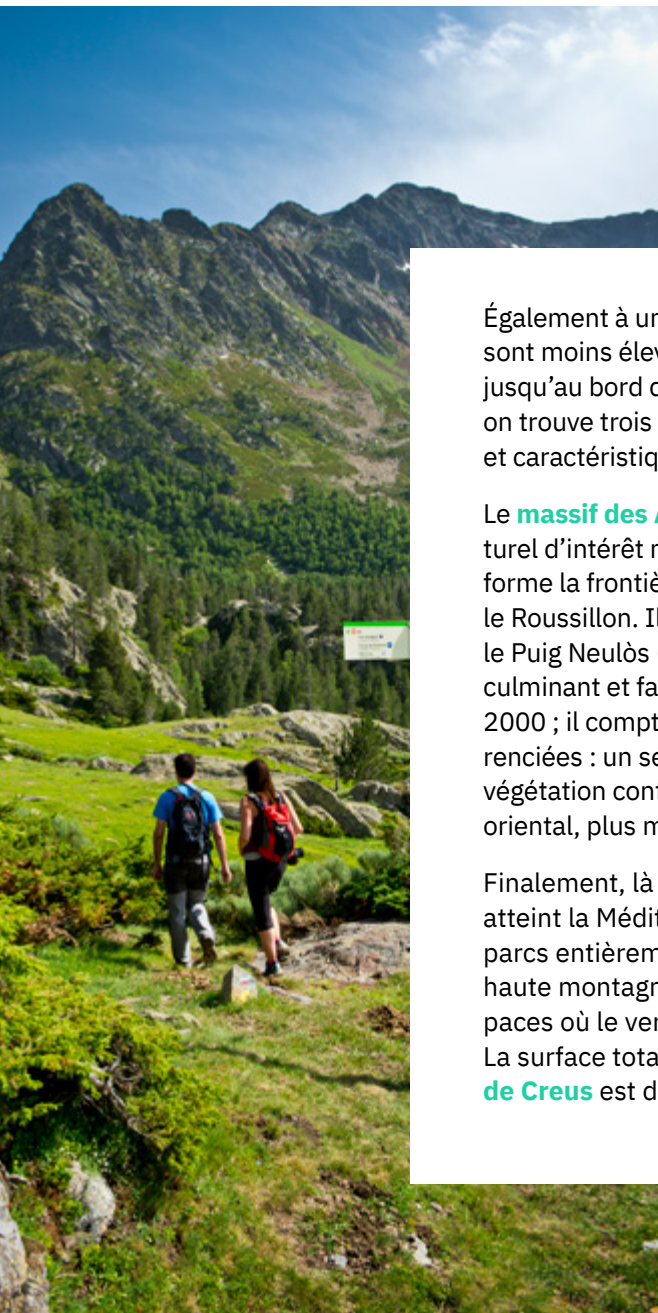 Également à un
sont moins élev
jusqu’au bord d
on trouve trois
et caractéristiq
Le massif des A
turel d’intérêt n
forme la frontiè
le Roussillon. Il
le Puig Neulòs
culminant et fa
2000 ; il compt
renciées : un se
végétation conf
oriental, plus m
Finalement, là
atteint la Médit
parcs entièrem
haute montagn
paces où le ver
La surface tota
de Creus est d